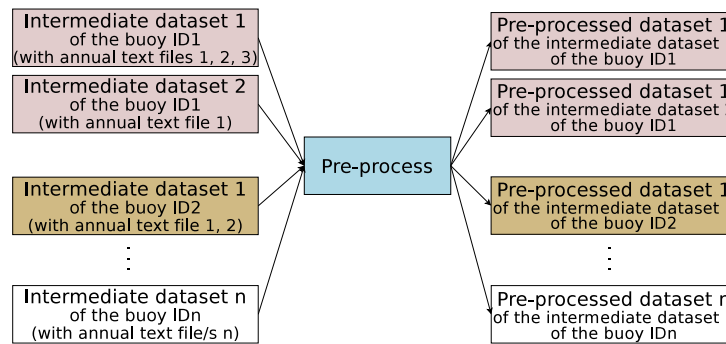 Intermediate dataset 1
of the buoy ID1
(with annual text files 1, 2, 3)
Intermediate dataset 2
of the buoy ID1
(with annual text file 1)
Intermediate dataset 1
of the buoy ID2
(with annual text file 1, 2)
Intermediate dataset n
of the buoy IDn
(with annual text file/s n)
Pre-process
Pre-processed dataset 1
of the intermediate dataset
of the buoy ID1
Pre-processed dataset 1
of the intermediate dataset
of the buoy ID1
Pre-processed dataset 1
of the intermediate dataset
of the buoy ID2
Pre-processed dataset n
of the intermediate dataset
of the buoy IDn